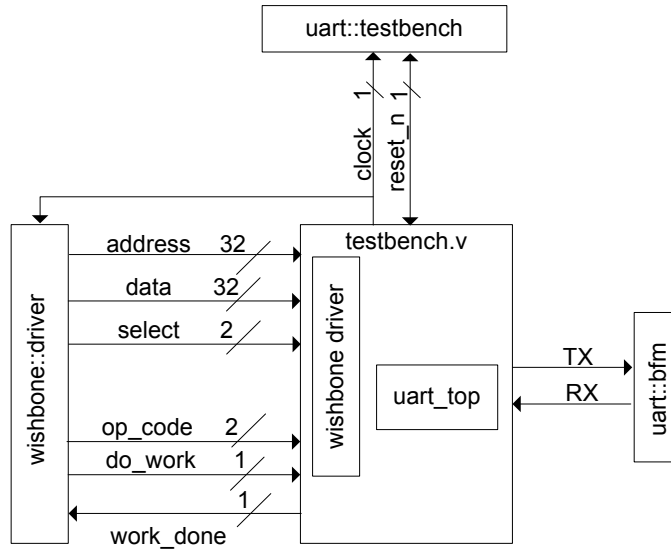 uart::testbench
1
1
clock
reset_n
testbench.v
wishbone::driver
address 32
data 32
select 2
op_code 2
do_work 1
1
work_done
wishbone driver
uart_top
TX
RX
uart::bfm